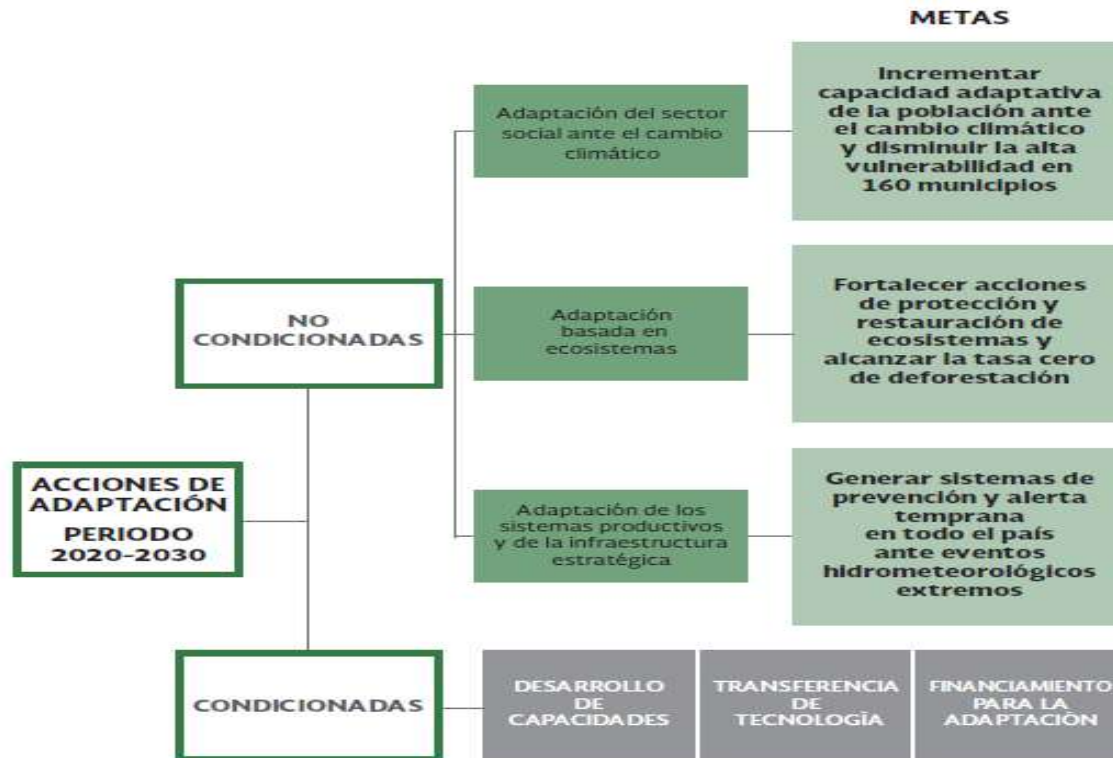 METAS
Adaptación del sector
social ante el cambio
climático
Incrementar
capacidad adaptativa
de la población ante
el cambio climático
y disminuir la alta
vulnerabilidad en
160 municipios
NO
CONDICIONADAS
Adaptación
basada en
ecosistemas
Fortalecer acciones
de protección y
restauración de
ecosistemas y
alcanzar la tasa cero
de deforestación
ACCIONES DE
ADAPTACIÓN
PERIODO
2020-2030
Adaptación de los
sistemas productivos
y de la infraestructura
estratégica
Generar sistemas de
prevención y alerta
temprana
en todo el país
ante eventos
hidrometeorológicos
extremos
CONDICIONADAS
DESARROLLO
DE
CAPACIDADES
TRANSFERENCIA
DE
TECNOLOGÌA
FINANCIAMIENTO
PARA LA
ADAPTACIÒN